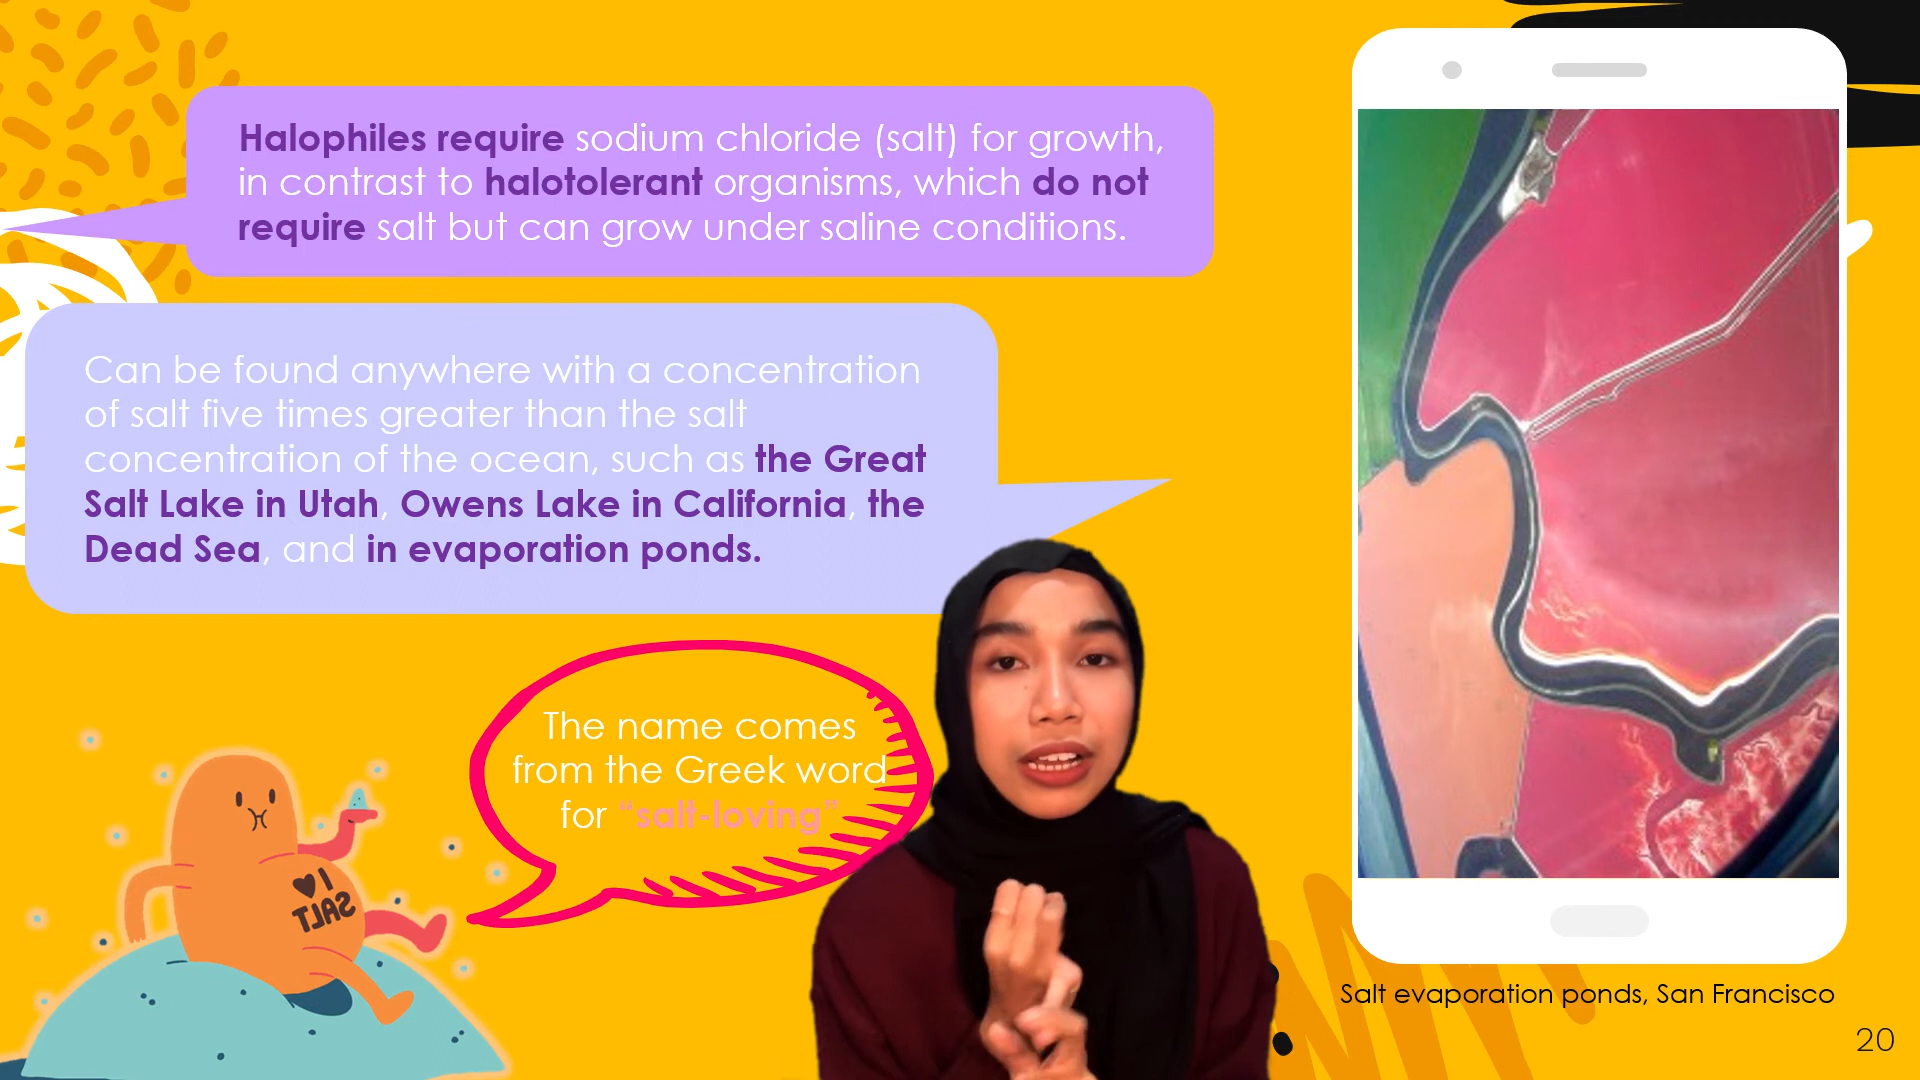 Halophiles require sodium chloride (salt) for growth,
in contrast to halotolerant organisms, which do not
require salt but can grow under saline conditions.
Can be found anywhere with a concentration
of salt five times greater than the salt
concentration of the ocean, such as the Great
Salt Lake in Utah, Owens Lake in California, the
Dead Sea, and in evaporation ponds.
The name comes
from the Greek word
for “salt-loving”
I ♥
SALT
Salt evaporation ponds, San Francisco
20